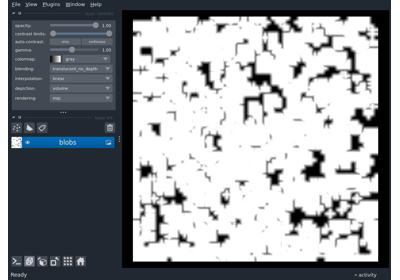 File View Plugins Window Help
opacity: 1.00
contrast limits:
auto-contrast: once continuous
gamma: 1.00
colormap: gray
blending: translucent_no_depth
interpolation: linear
depiction: volume
rendering: mip
blobs
Ready
activity